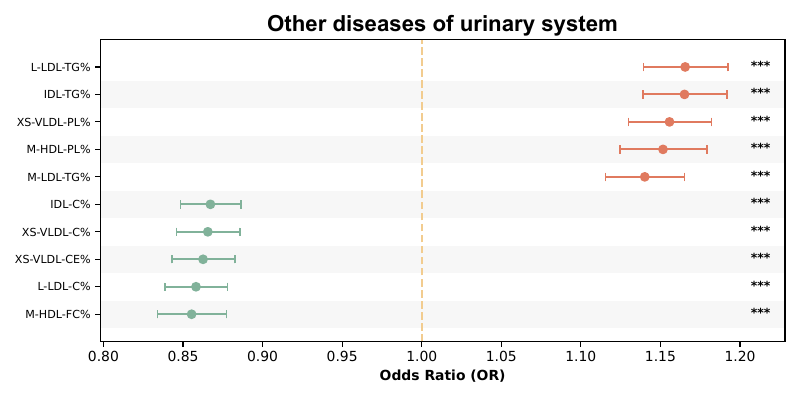 Other diseases of urinary system
L-LDL-TG% ***
IDL-TG% ***
XS-VLDL-PL% ***
M-HDL-PL% ***
M-LDL-TG% ***
IDL-C% ***
XS-VLDL-C% ***
XS-VLDL-CE% ***
L-LDL-C% ***
M-HDL-FC% ***
0.80 0.85 0.90 0.95 1.00 1.05 1.10 1.15 1.20
Odds Ratio (OR)